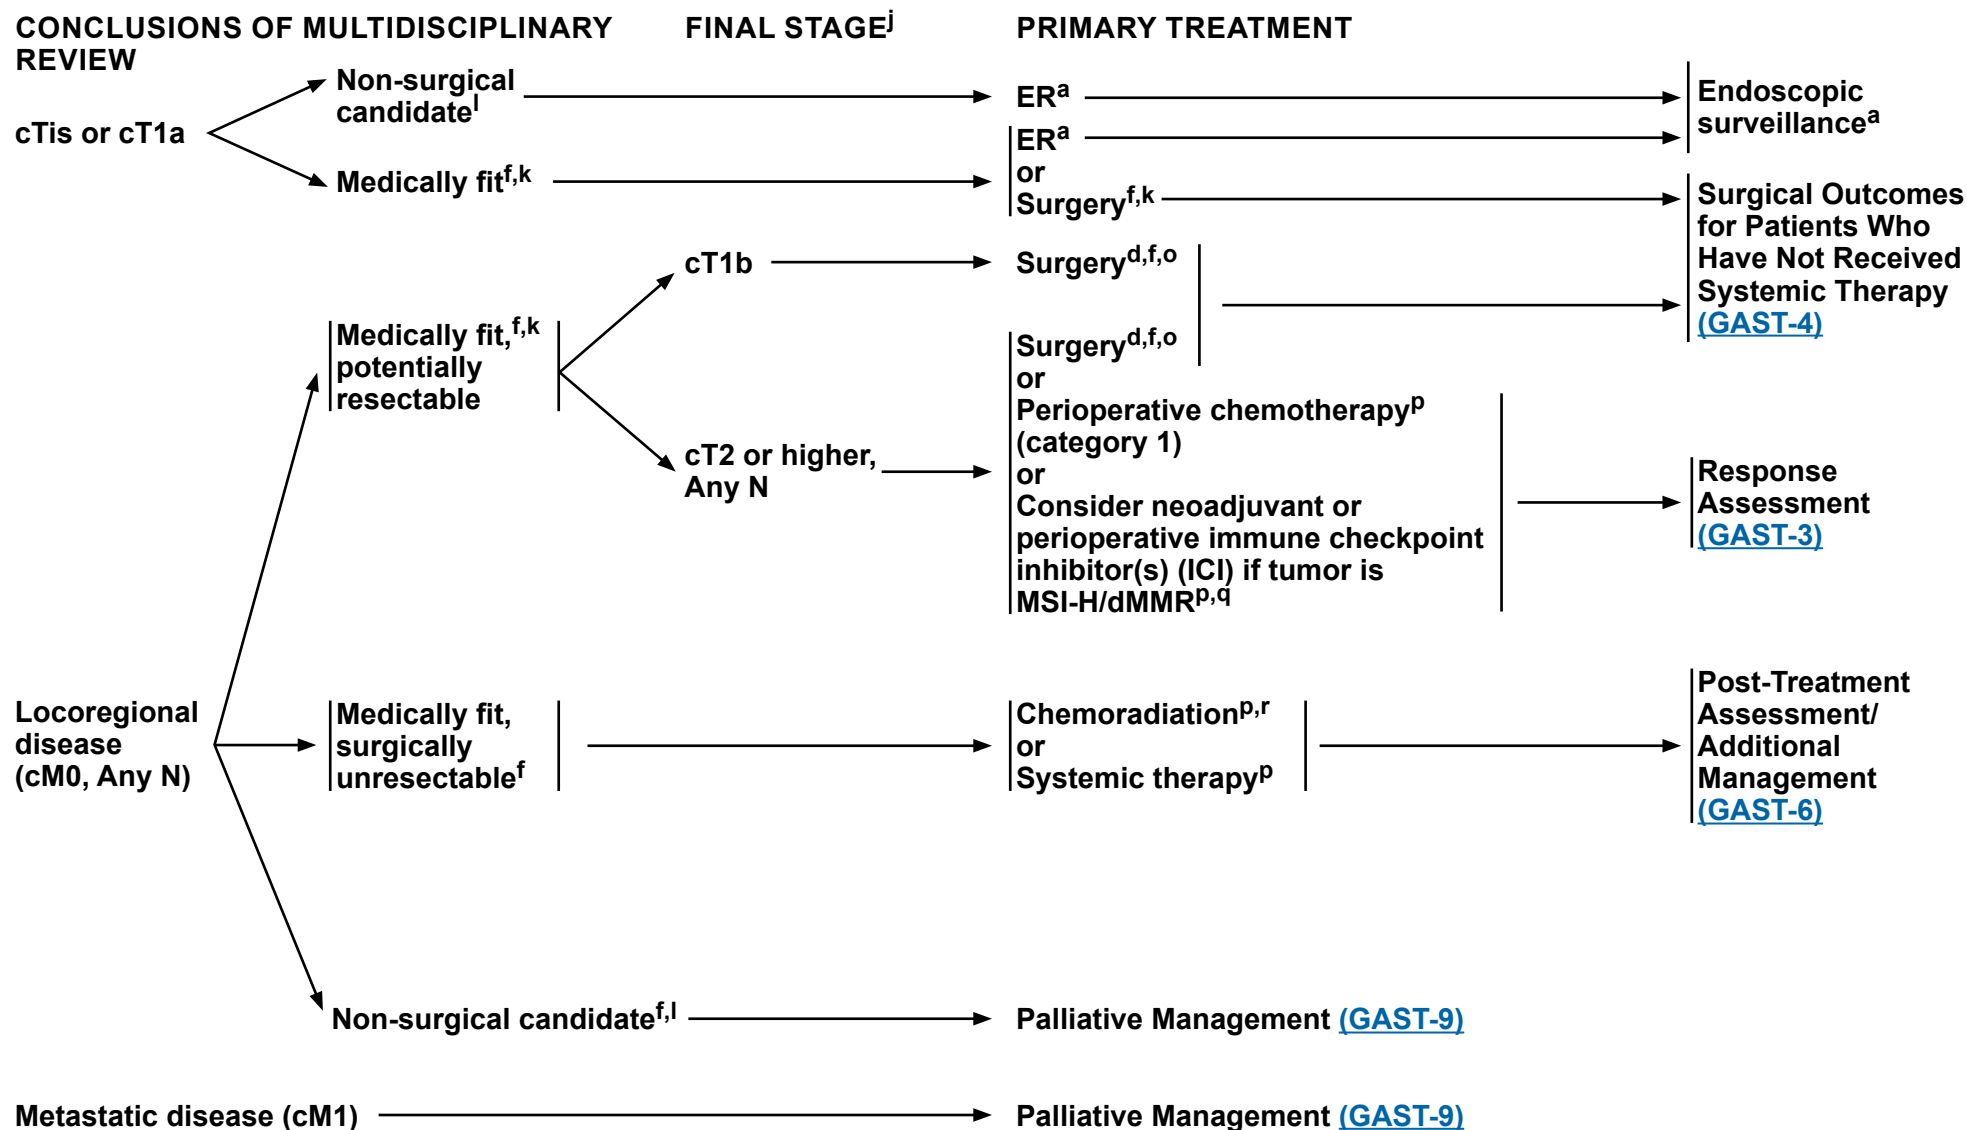 CONCLUSIONS OF MULTIDISCIPLINARY
REVIEW
FINAL STAGEj
PRIMARY TREATMENT
cTis or cT1a
Non-surgical
candidatel
ERa
Endoscopic
surveillancea
Medically fitf,k
ERa
or
Surgeryf,k
Surgical Outcomes
for Patients Who
Have Not Received
Systemic Therapy
(GAST-4)
Locoregional
disease
(cM0, Any N)
Medically fit,f,k
potentially
resectable
cT1b
Surgeryd,f,o
cT2 or higher,
Any N
Surgeryd,f,o
or
Perioperative chemotherapyp
(category 1)
or
Consider neoadjuvant or
perioperative immune checkpoint
inhibitor(s) (ICI) if tumor is
MSI-H/dMMRp,q
Response
Assessment
(GAST-3)
Medically fit,
surgically
unresectablef
Chemoradiationp,r
or
Systemic therapyp
Post-Treatment
Assessment/
Additional
Management
(GAST-6)
Non-surgical candidatef,l
Palliative Management (GAST-9)
Metastatic disease (cM1)
Palliative Management (GAST-9)